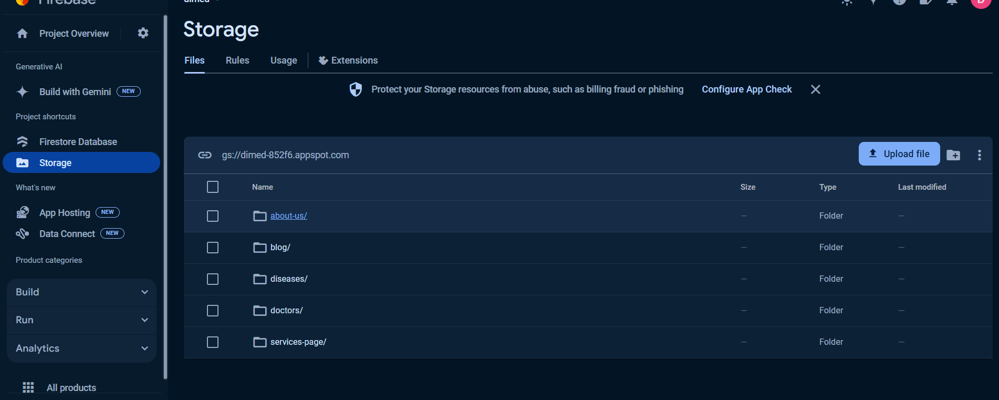 Firebase
dimed
Project Overview
Generative AI
Build with Gemini NEW
Project shortcuts
Firestore Database
Storage
What's new
App Hosting NEW
Data Connect NEW
Product categories
Build
Run
Analytics
All products
Storage
Files Rules Usage Extensions
Protect your Storage resources from abuse, such as billing fraud or phishing Configure App Check
gs://dimed-852f6.appspot.com Upload file
Name Size Type Last modified
about-us/ – Folder –
blog/ – Folder –
diseases/ – Folder –
doctors/ – Folder –
services-page/ – Folder –